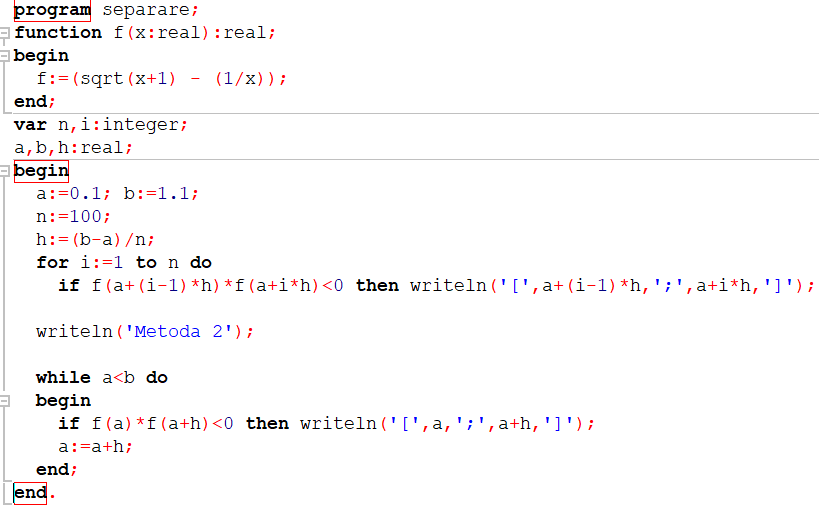 program separare;
function f(x:real):real;
begin
  f:=(sqrt(x+1) - (1/x));
end;
var n,i:integer;
a,b,h:real;
begin
  a:=0.1; b:=1.1;
  n:=100;
  h:=(b-a)/n;
  for i:=1 to n do
    if f(a+(i-1)*h)*f(a+i*h)<0 then writeln('[',a+(i-1)*h,';',a+i*h,']');
  writeln('Metoda 2');
  while a<b do
  begin
    if f(a)*f(a+h)<0 then writeln('[',a,';',a+h,']');
    a:=a+h;
  end;
end.